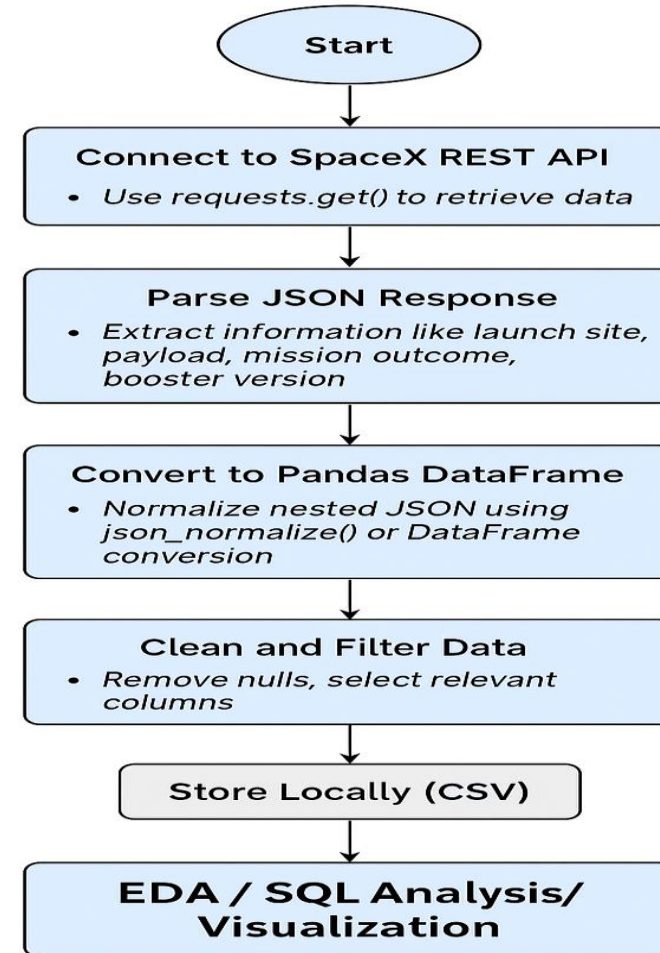 Start
Connect to SpaceX REST API
• Use requests.get() to retrieve data
Parse JSON Response
• Extract information like launch site,
payload, mission outcome,
booster version
Convert to Pandas DataFrame
• Normalize nested JSON using
json_normalize() or DataFrame
conversion
Clean and Filter Data
• Remove nulls, select relevant
columns
Store Locally (CSV)
EDA / SQL Analysis/
Visualization